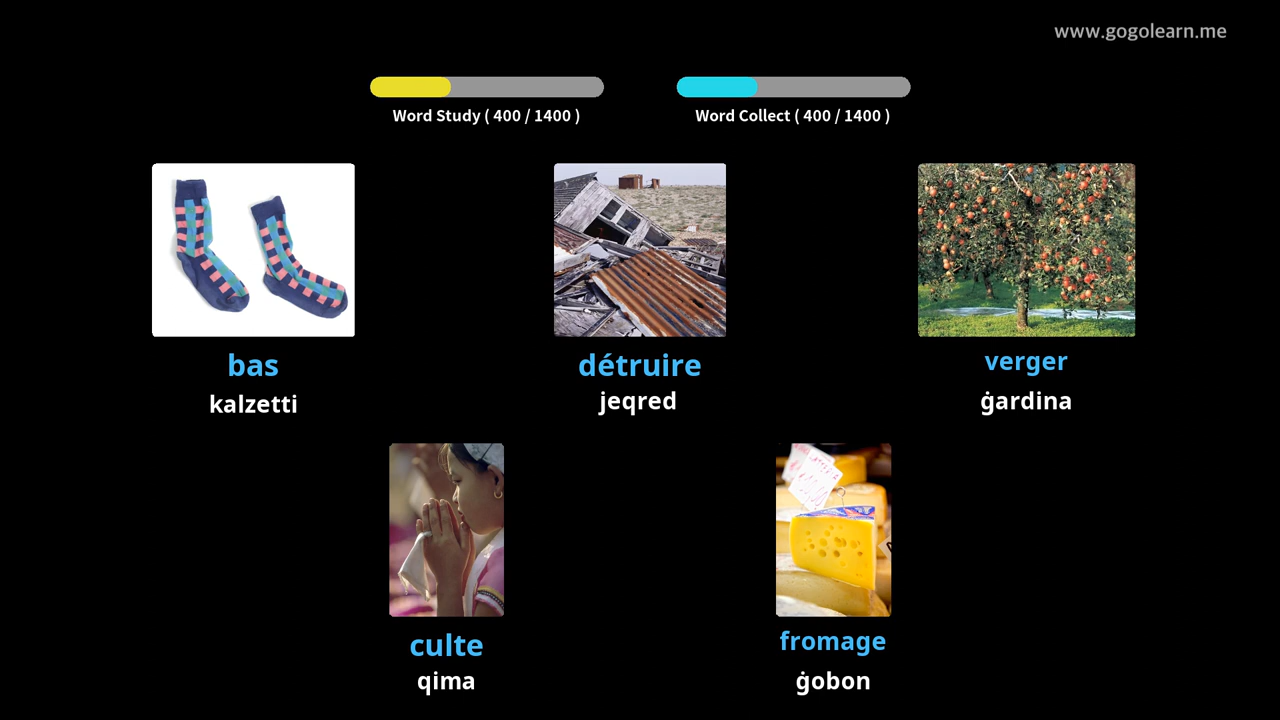 www.gogolearn.me
Word Study ( 400 / 1400 )
Word Collect ( 400 / 1400 )
bas
kalzetti
détruire
jeqred
verger
ġardina
culte
qima
fromage
ġobon